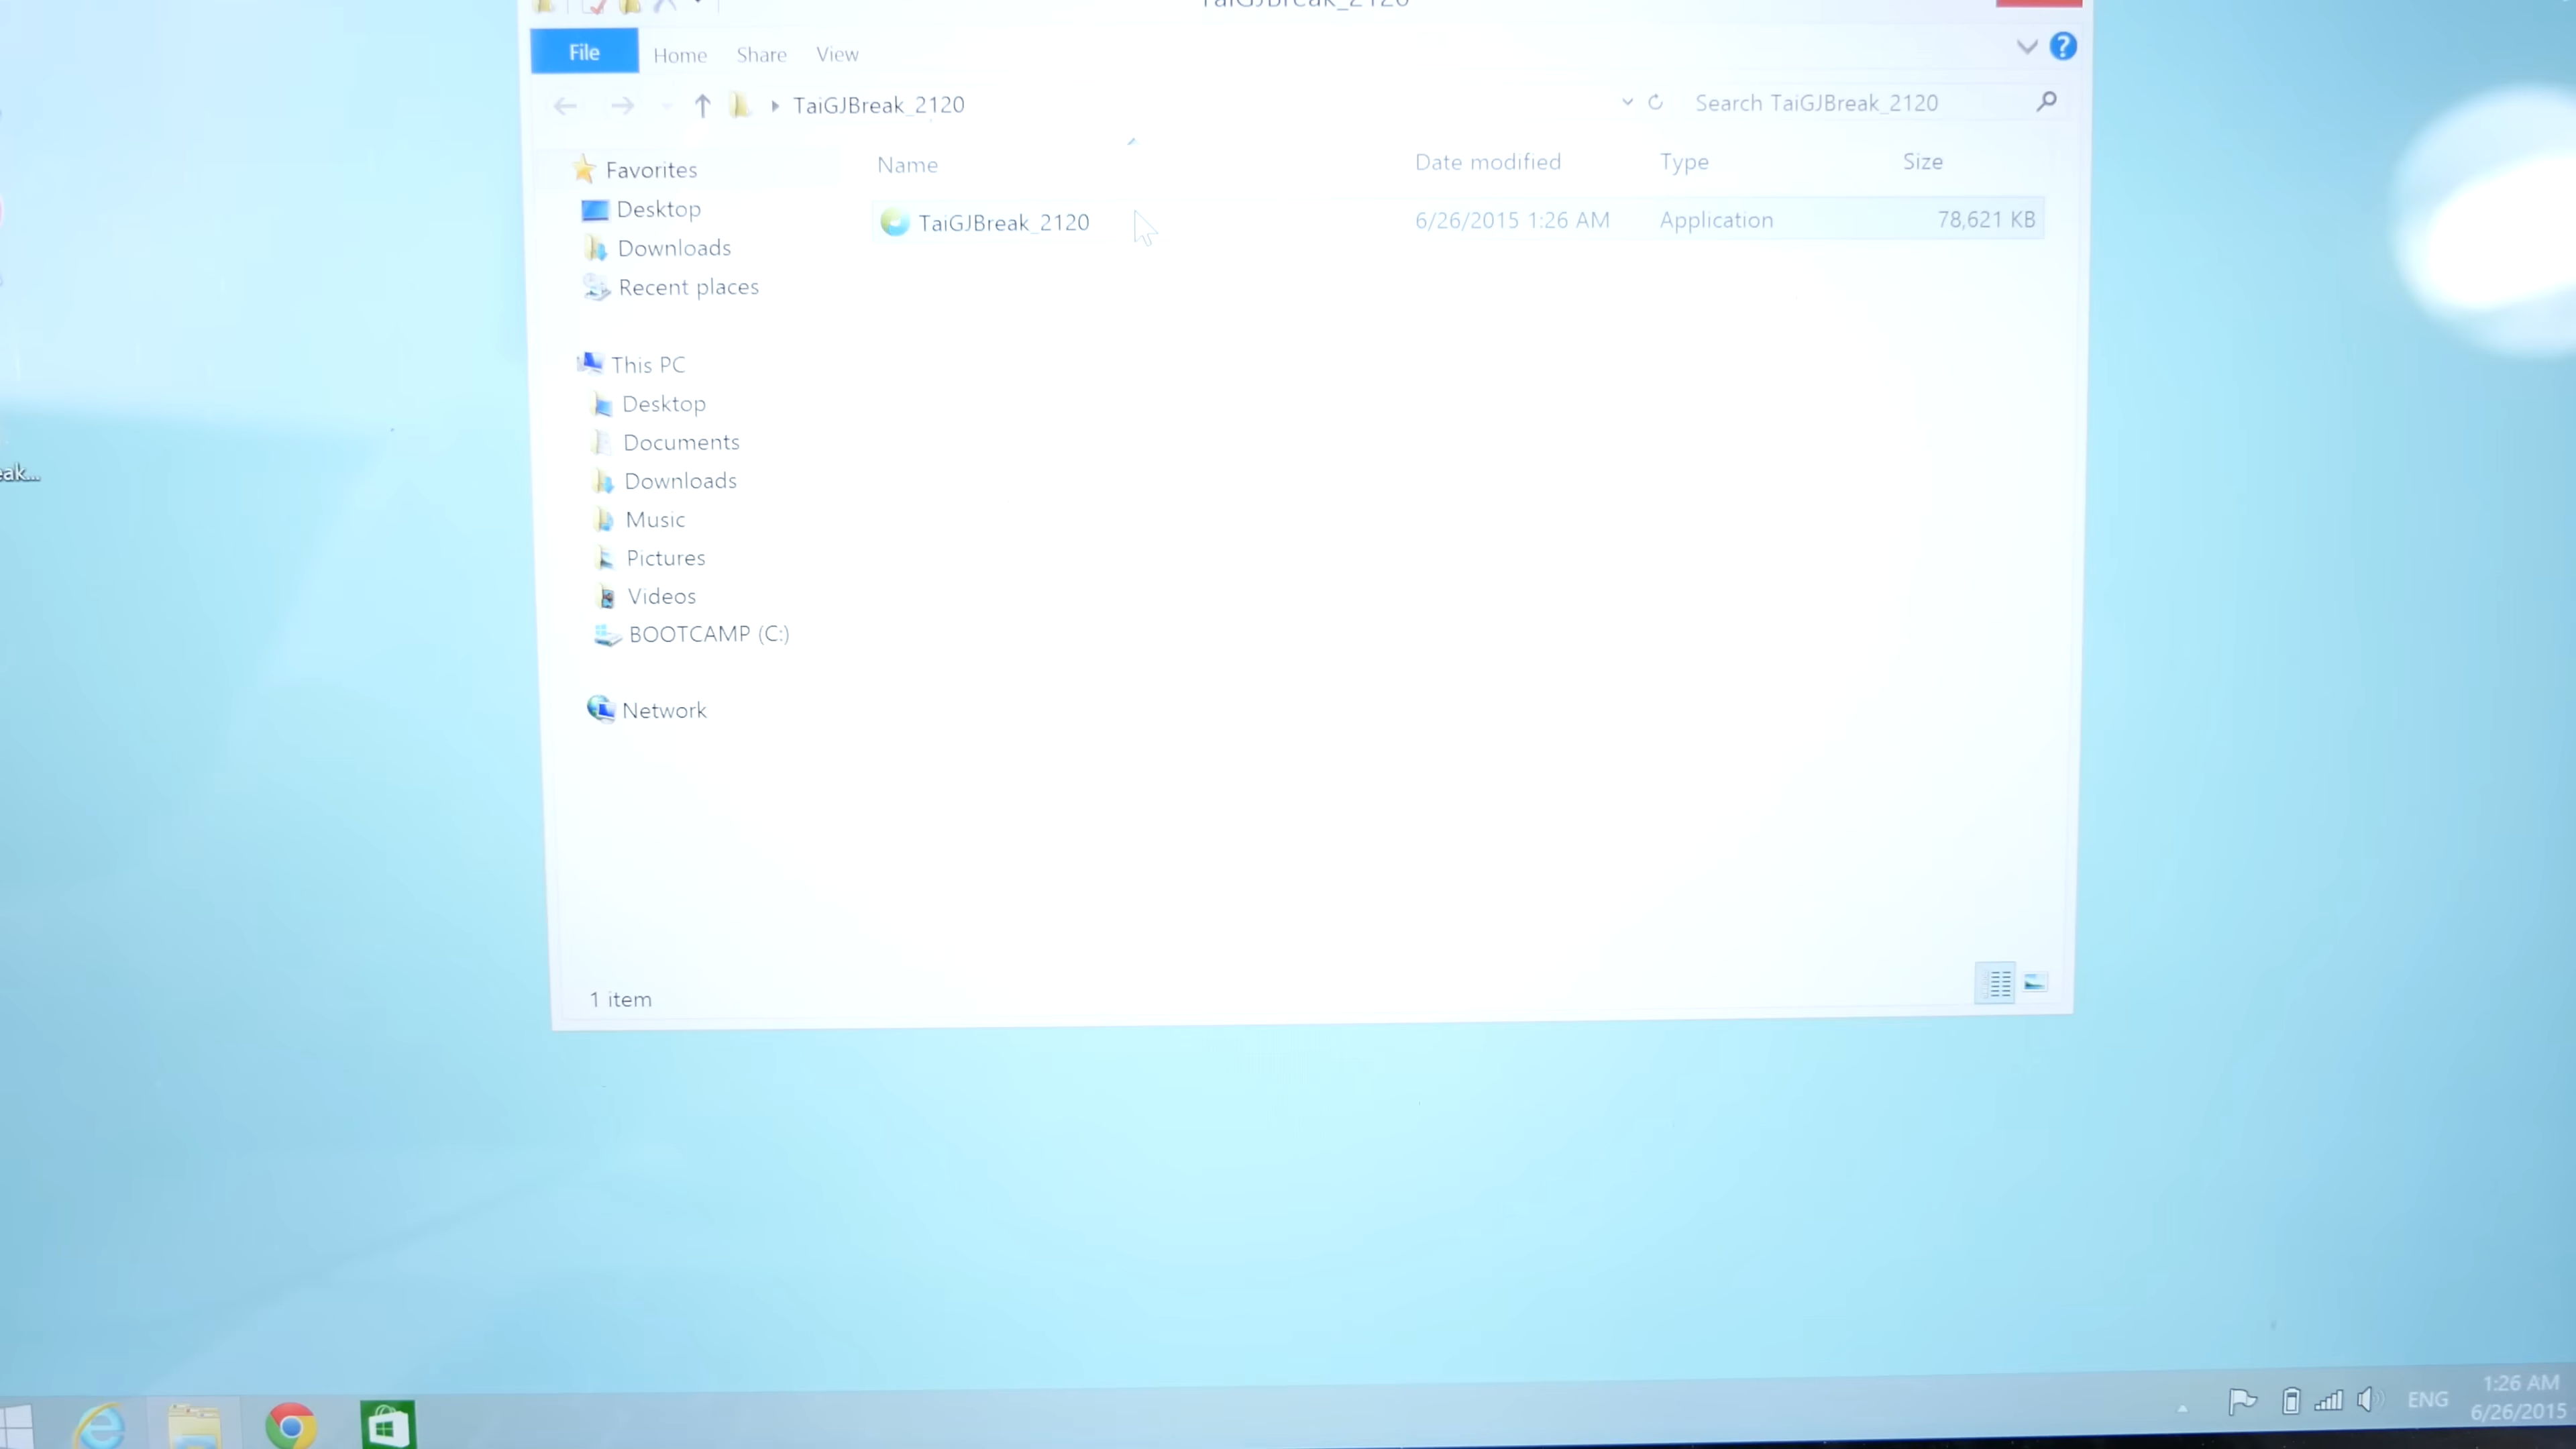 TaiGJBreak_2120
File Home Share View
TaiGJBreak_2120
Search TaiGJBreak_2120
Name Date modified Type Size
TaiGJBreak_2120 6/26/2015 1:26 AM Application 78,621 KB
Favorites
Desktop
Downloads
Recent places
This PC
Desktop
Documents
Downloads
Music
Pictures
Videos
BOOTCAMP (C:)
Network
1 item
eak...
ENG
1:26 AM
6/26/2015